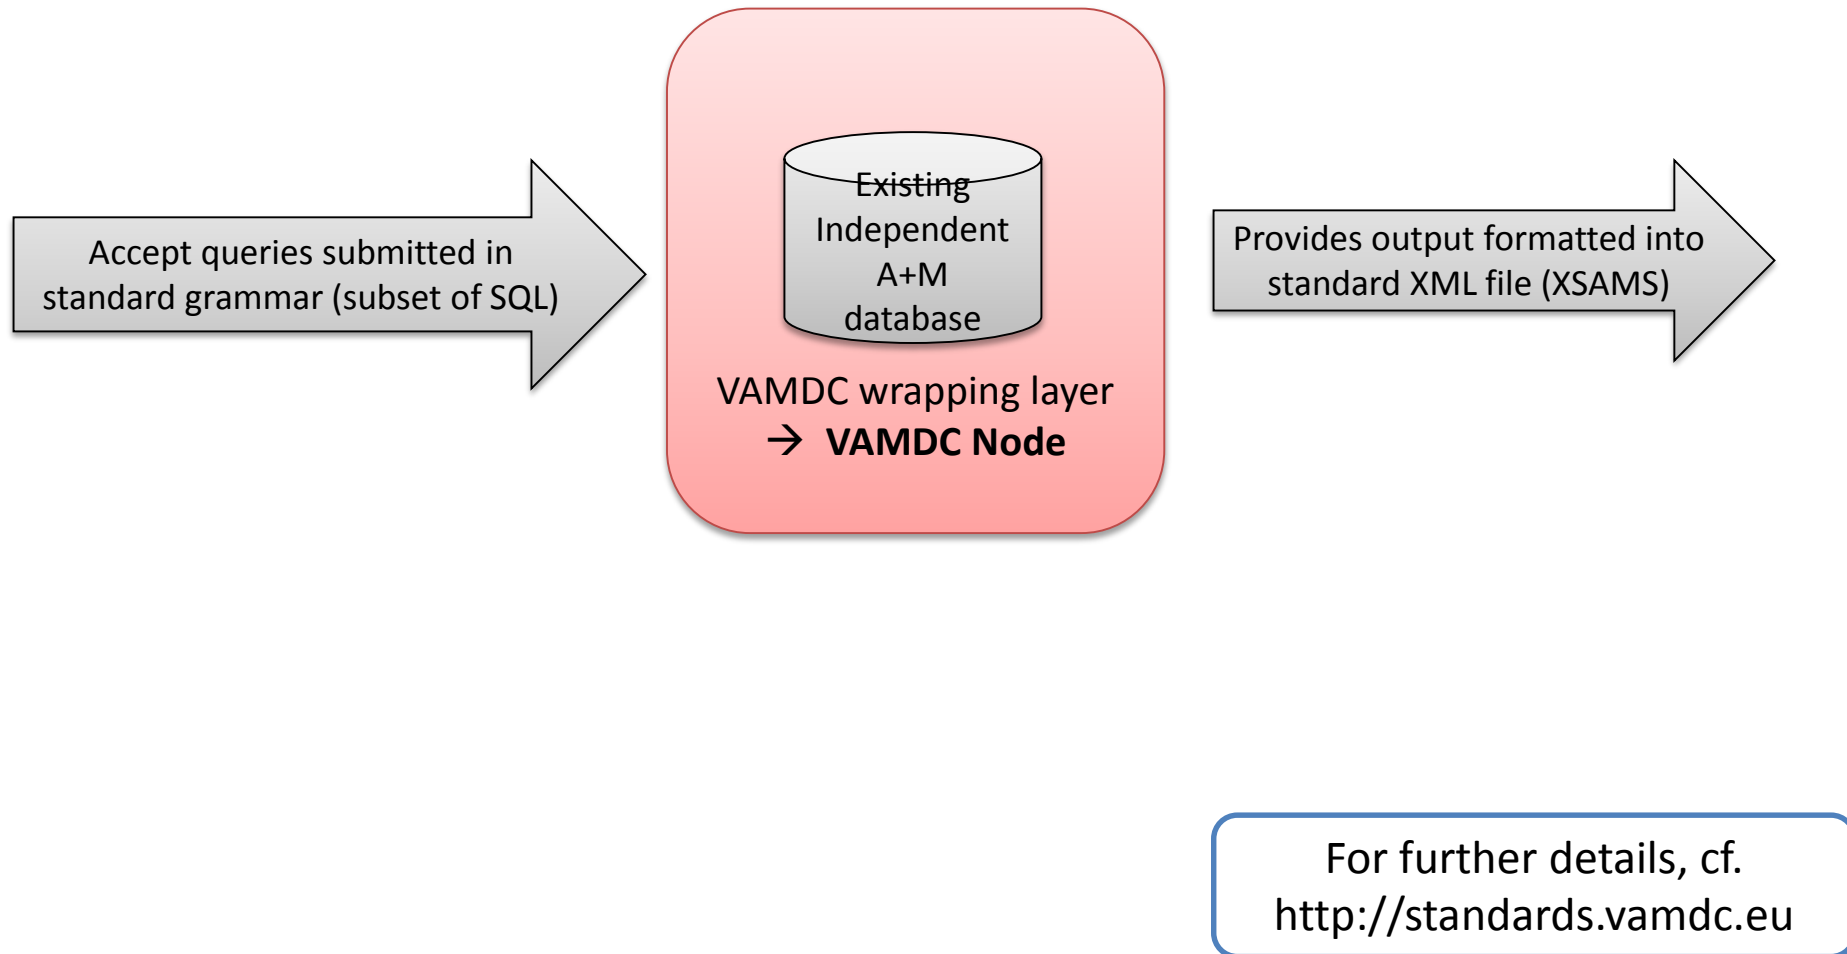 Accept queries submitted in
standard grammar (subset of SQL)
Existing
Independent
A+M
database
VAMDC wrapping layer
→ VAMDC Node
Provides output formatted into
standard XML file (XSAMS)
For further details, cf.
http://standards.vamdc.eu